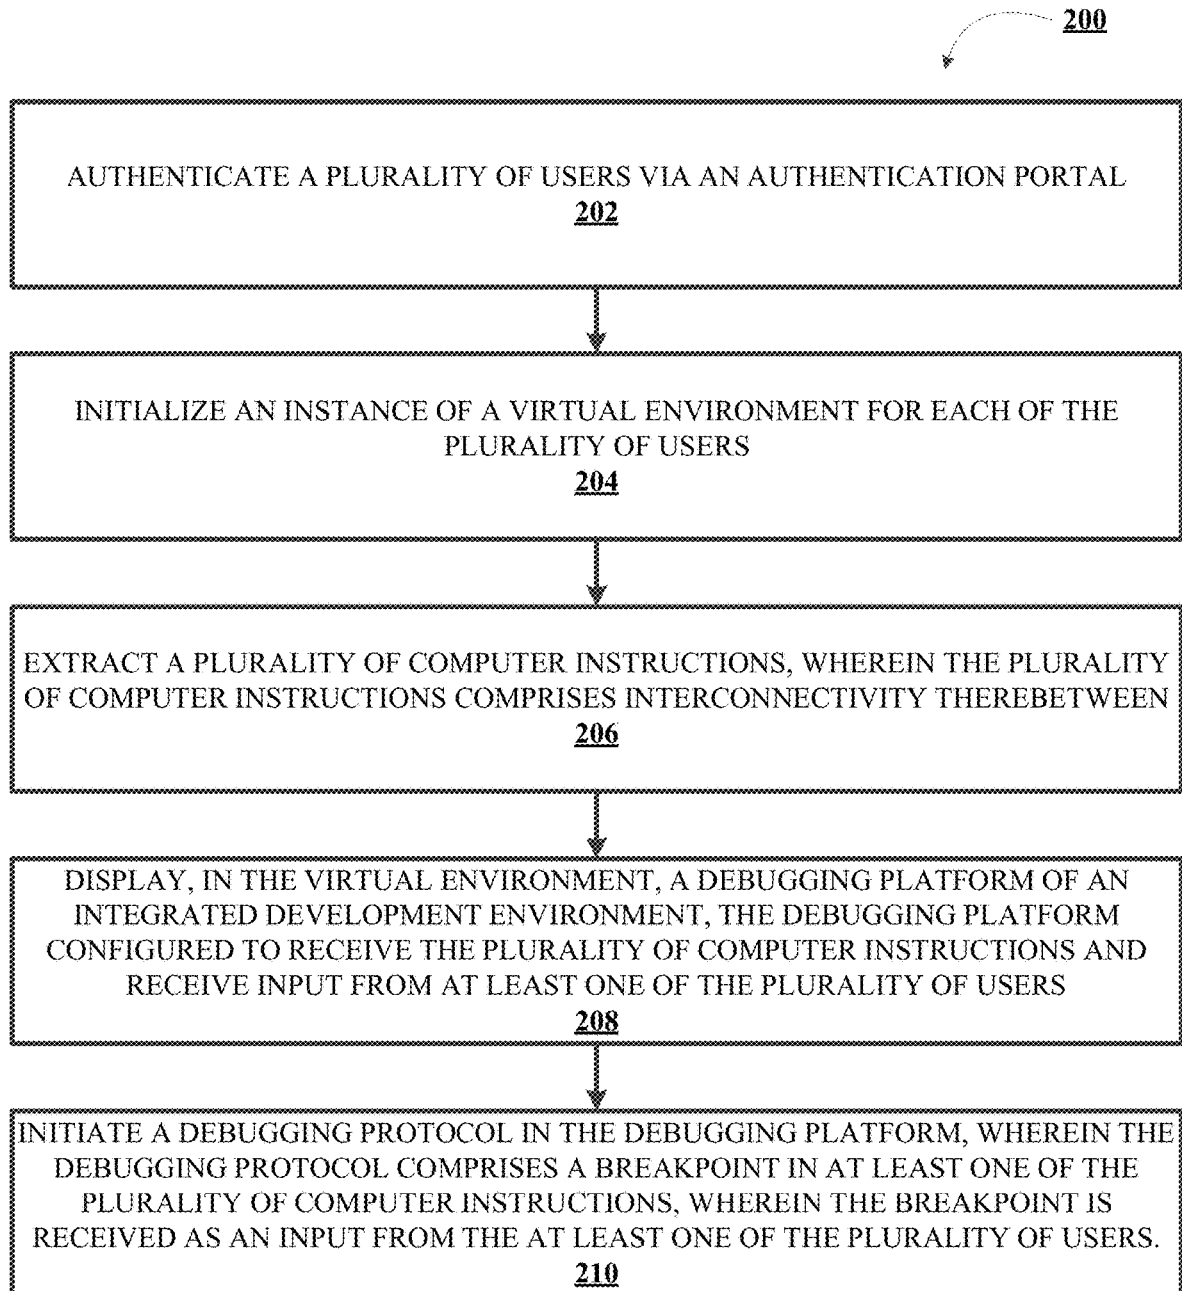 200
AUTHENTICATE A PLURALITY OF USERS VIA AN AUTHENTICATION PORTAL
202
INITIALIZE AN INSTANCE OF A VIRTUAL ENVIRONMENT FOR EACH OF THE
PLURALITY OF USERS
204
EXTRACT A PLURALITY OF COMPUTER INSTRUCTIONS, WHEREIN THE PLURALITY
OF COMPUTER INSTRUCTIONS COMPRISES INTERCONNECTIVITY THEREBETWEEN
206
DISPLAY, IN THE VIRTUAL ENVIRONMENT, A DEBUGGING PLATFORM OF AN
INTEGRATED DEVELOPMENT ENVIRONMENT, THE DEBUGGING PLATFORM
CONFIGURED TO RECEIVE THE PLURALITY OF COMPUTER INSTRUCTIONS AND
RECEIVE INPUT FROM AT LEAST ONE OF THE PLURALITY OF USERS
208
INITIATE A DEBUGGING PROTOCOL IN THE DEBUGGING PLATFORM, WHEREIN THE
DEBUGGING PROTOCOL COMPRISES A BREAKPOINT IN AT LEAST ONE OF THE
PLURALITY OF COMPUTER INSTRUCTIONS, WHEREIN THE BREAKPOINT IS
RECEIVED AS AN INPUT FROM THE AT LEAST ONE OF THE PLURALITY OF USERS.
210